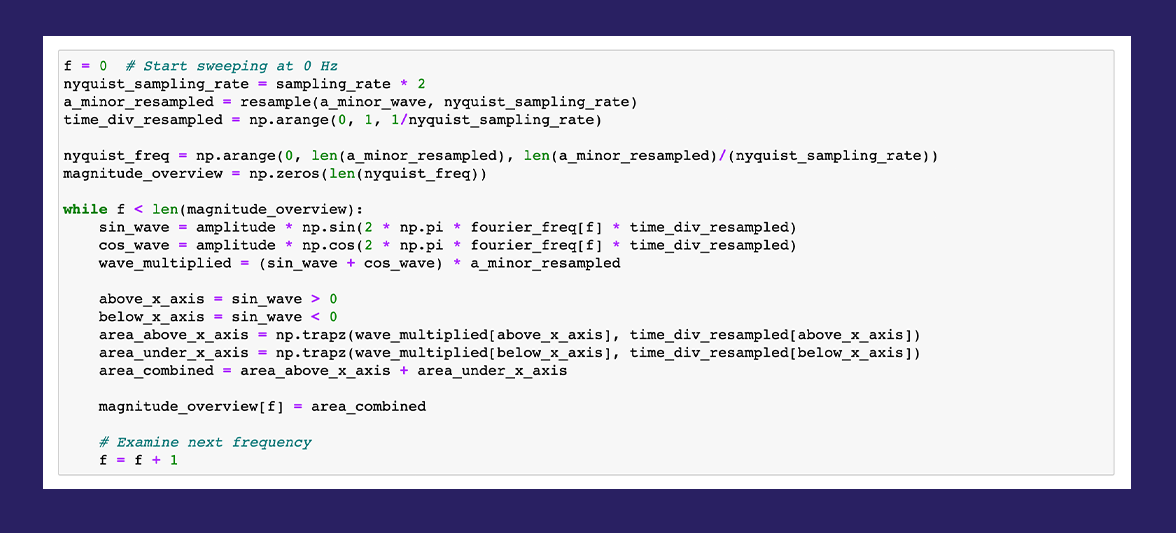 f = 0  # Start sweeping at 0 Hz
nyquist_sampling_rate = sampling_rate * 2
a_minor_resampled = resample(a_minor_wave, nyquist_sampling_rate)
time_div_resampled = np.arange(0, 1, 1/nyquist_sampling_rate)

nyquist_freq = np.arange(0, len(a_minor_resampled), len(a_minor_resampled)/(nyquist_sampling_rate))
magnitude_overview = np.zeros(len(nyquist_freq))

while f < len(magnitude_overview):
    sin_wave = amplitude * np.sin(2 * np.pi * fourier_freq[f] * time_div_resampled)
    cos_wave = amplitude * np.cos(2 * np.pi * fourier_freq[f] * time_div_resampled)
    wave_multiplied = (sin_wave + cos_wave) * a_minor_resampled

    above_x_axis = sin_wave > 0
    below_x_axis = sin_wave < 0
    area_above_x_axis = np.trapz(wave_multiplied[above_x_axis], time_div_resampled[above_x_axis])
    area_under_x_axis = np.trapz(wave_multiplied[below_x_axis], time_div_resampled[below_x_axis])
    area_combined = area_above_x_axis + area_under_x_axis

    magnitude_overview[f] = area_combined

    # Examine next frequency
    f = f + 1